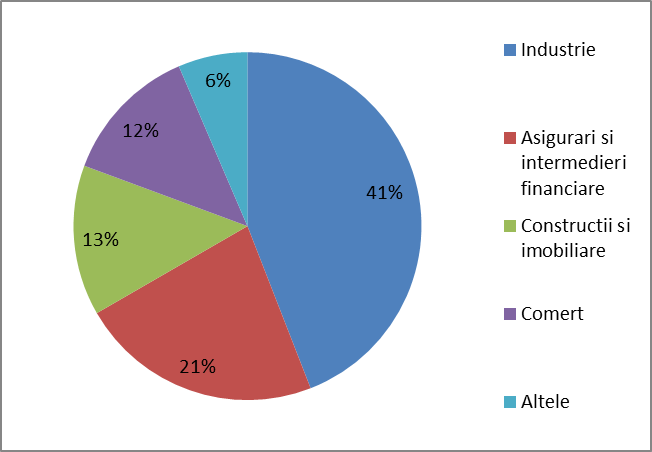 6%
12%
41%
13%
21%
Industrie
Asigurari si
intermedieri
financiare
Constructii si
imobiliare
Comert
Altele